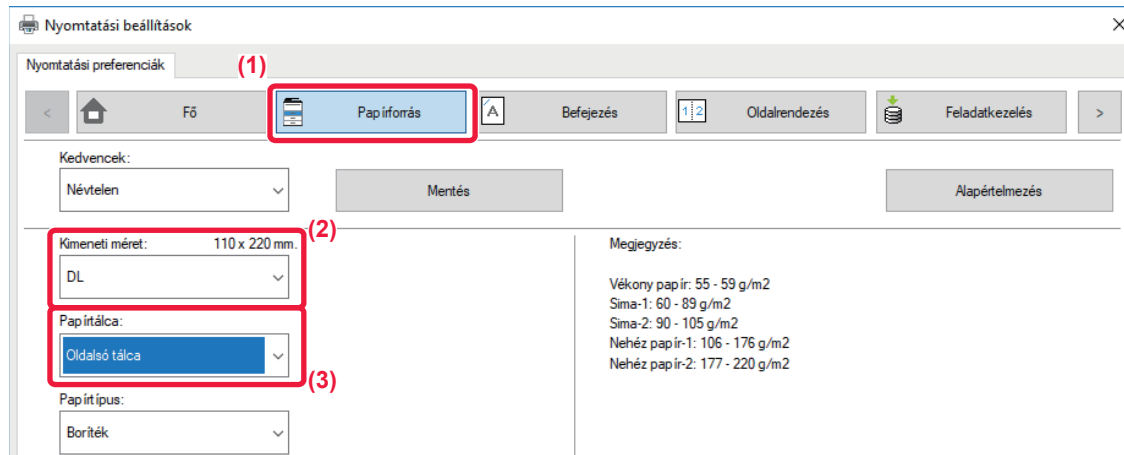 Nyomtatási beállítások
Nyomtatási preferenciák
(1)
< Fő Papírforrás A Befejezés 1 2 Oldalrendezés Feladatkezelés >
Kedvencek:
Névtelen Mentés Alapértelmezés
(2)
Kimeneti méret: 110 x 220 mm.
DL
Papírtálca:
Oldalsó tálca
(3)
Papírtípus:
Boríték
Megjegyzés:
Vékony papír: 55 - 59 g/m2
Sima-1: 60 - 89 g/m2
Sima-2: 90 - 105 g/m2
Nehéz papír-1: 106 - 176 g/m2
Nehéz papír-2: 177 - 220 g/m2